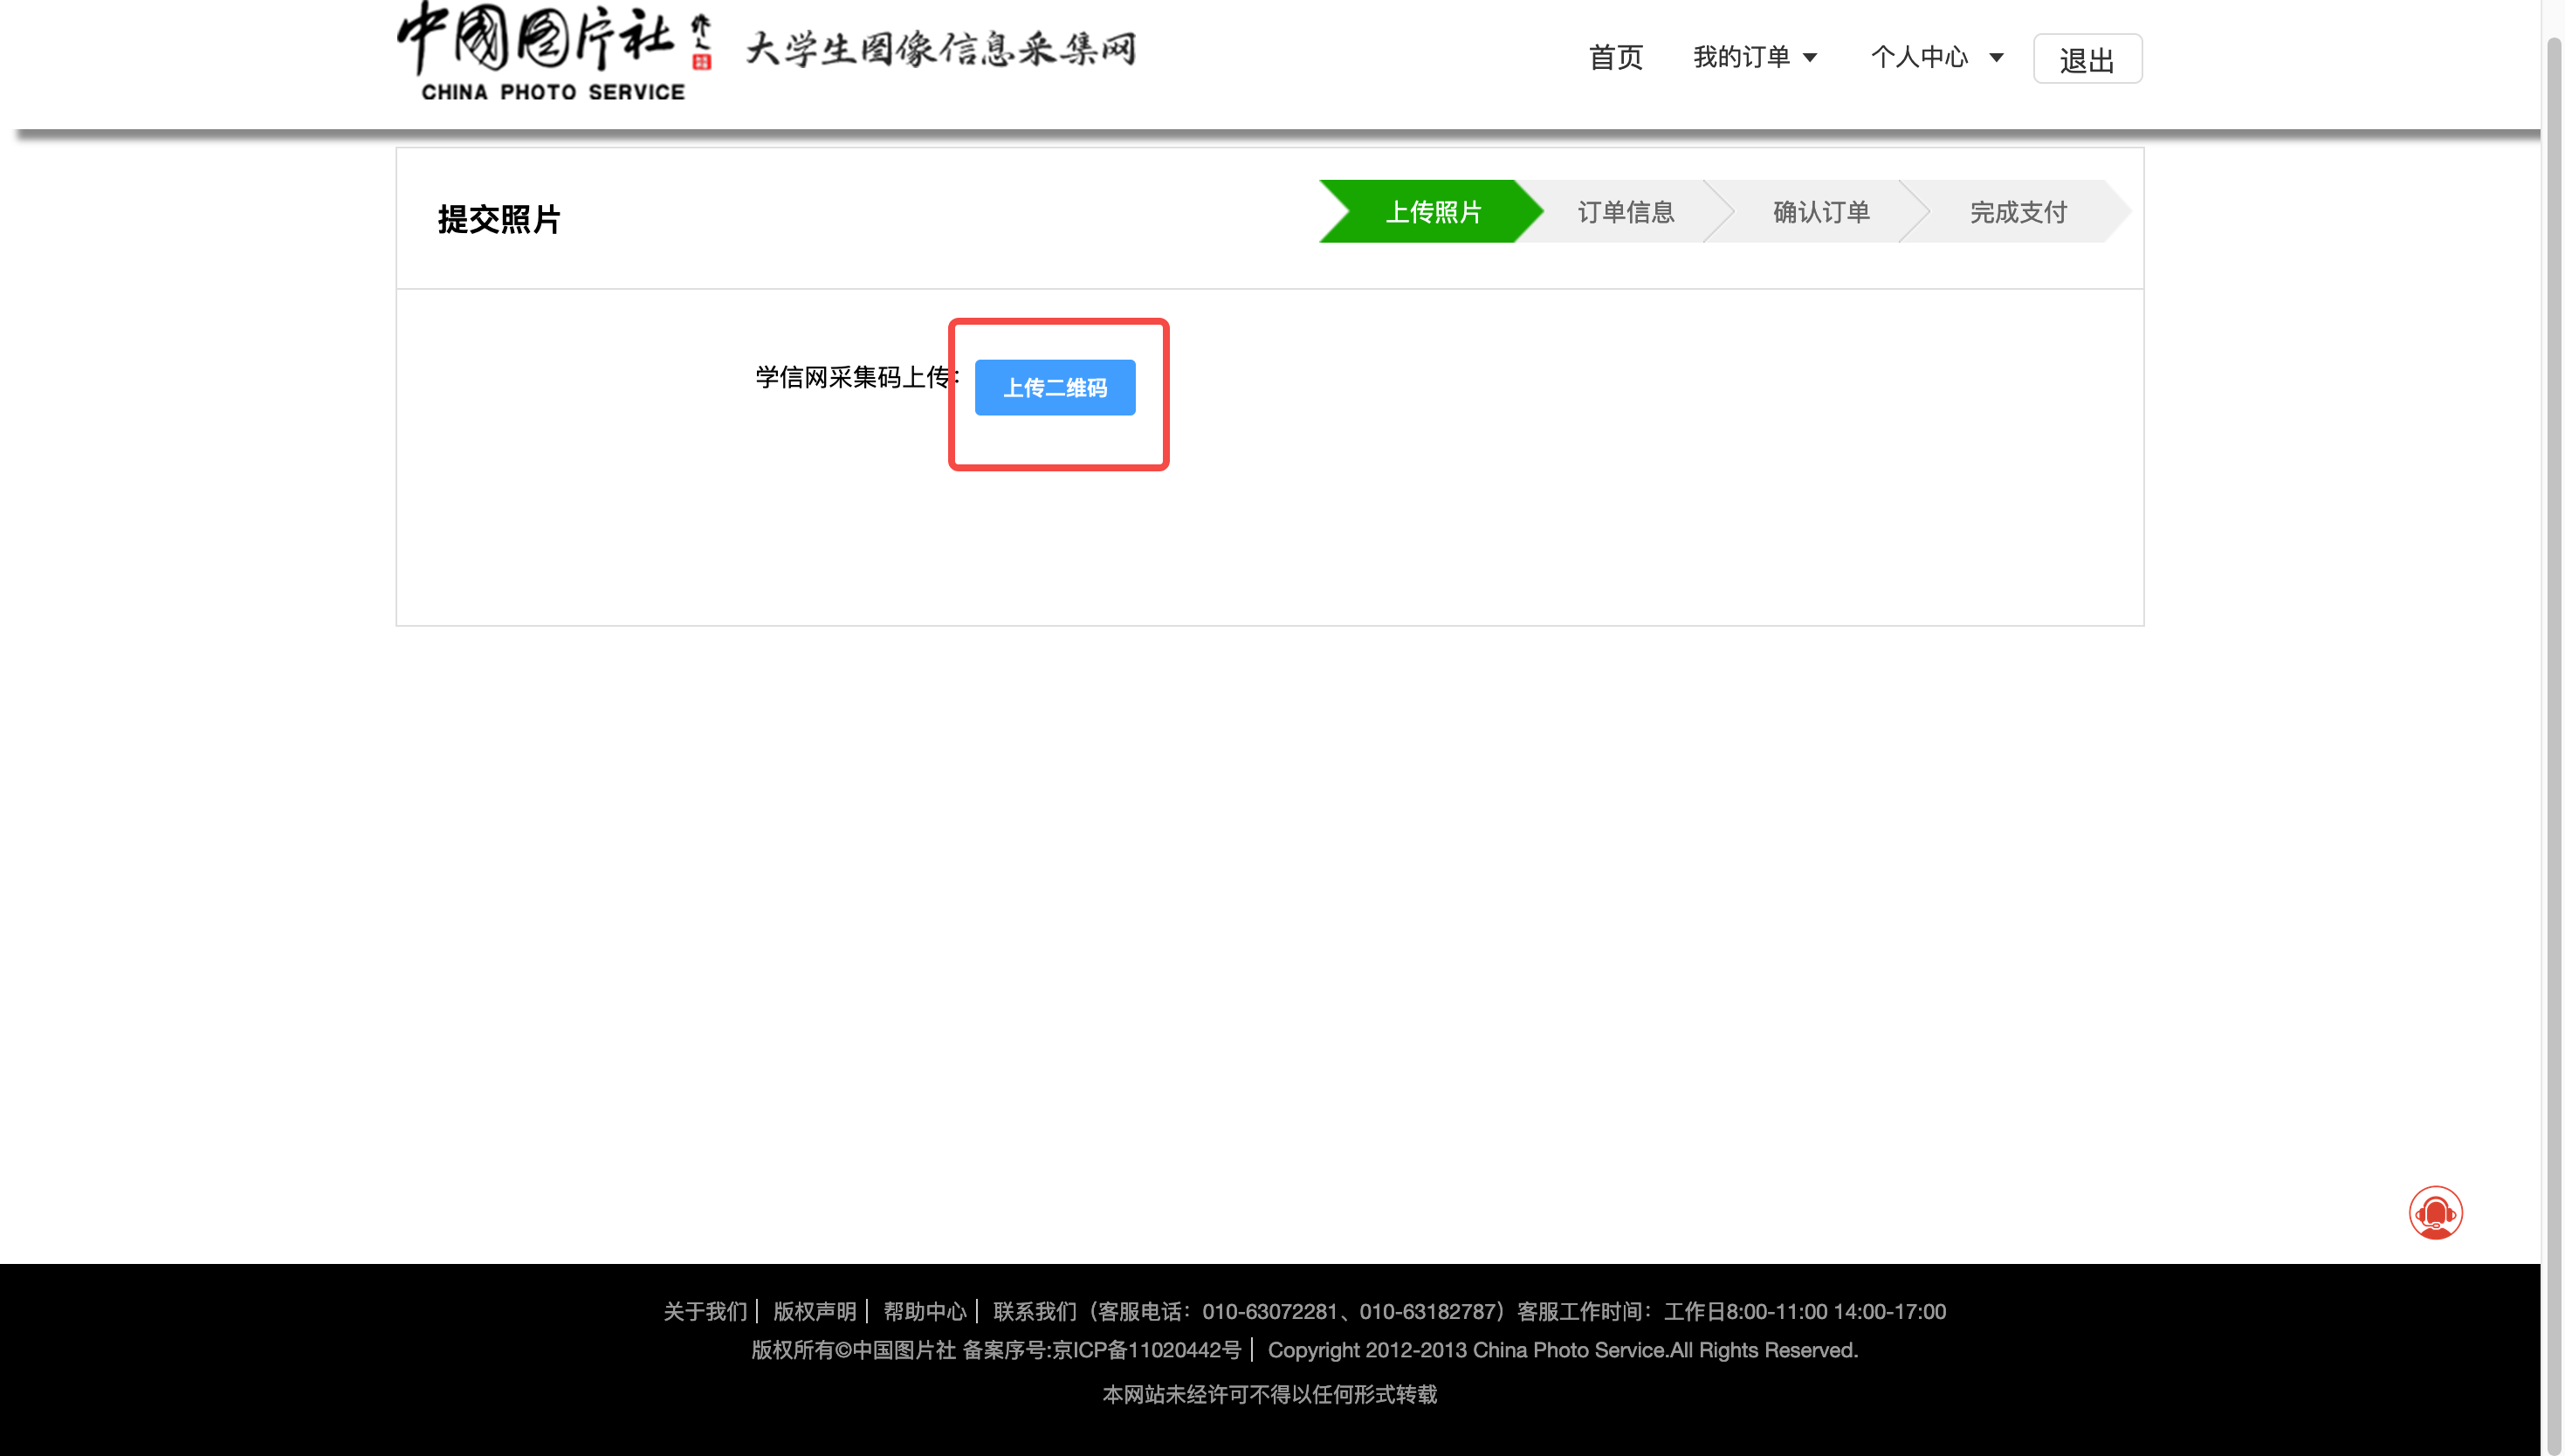 中國图片社
CHINA PHOTO SERVICE
大学生图像信息采集网
首页 我的订单 个人中心 退出
提交照片
上传照片 订单信息 确认订单 完成支付
学信网采集码上传： 上传二维码
关于我们 | 版权声明 | 帮助中心 | 联系我们（客服电话：010-63072281、010-63182787）客服工作时间：工作日8:00-11:00 14:00-17:00
版权所有©中国图片社 备案序号:京ICP备11020442号 | Copyright 2012-2013 China Photo Service.All Rights Reserved.
本网站未经许可不得以任何形式转载